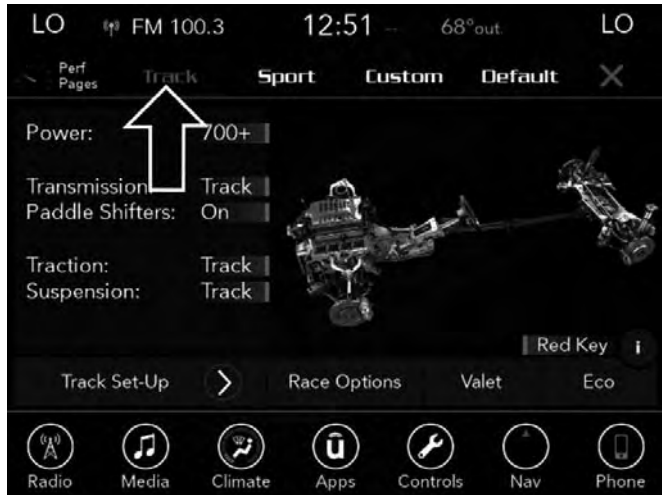 LO FM 100.3 12:51 -- 68° out LO
Perf
Pages
Track Sport Custom Default
Power: 700+
Transmission: Track
Paddle Shifters: On
Traction: Track
Suspension: Track
Red Key i
Track Set-Up Race Options Valet Eco
û
Radio Media Climate Apps Controls Nav Phone